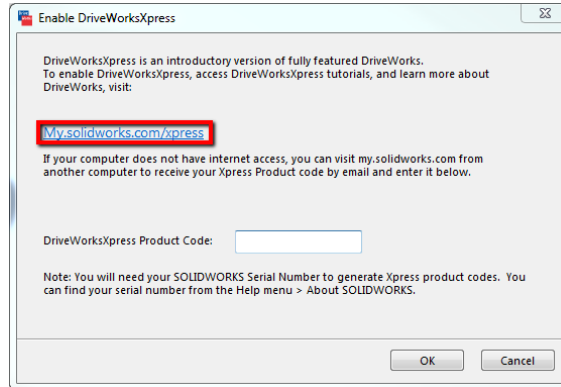 Enable DriveWorksXpress
DriveWorksXpress is an introductory version of fully featured DriveWorks.
To enable DriveWorksXpress, access DriveWorksXpress tutorials, and learn more about
DriveWorks, visit:
My.solidworks.com/xpress
If your computer does not have internet access, you can visit my.solidworks.com from
another computer to receive your Xpress Product code by email and enter it below.
DriveWorksXpress Product Code:
Note: You will need your SOLIDWORKS Serial Number to generate Xpress product codes.  You
can find your serial number from the Help menu > About SOLIDWORKS.
OK Cancel